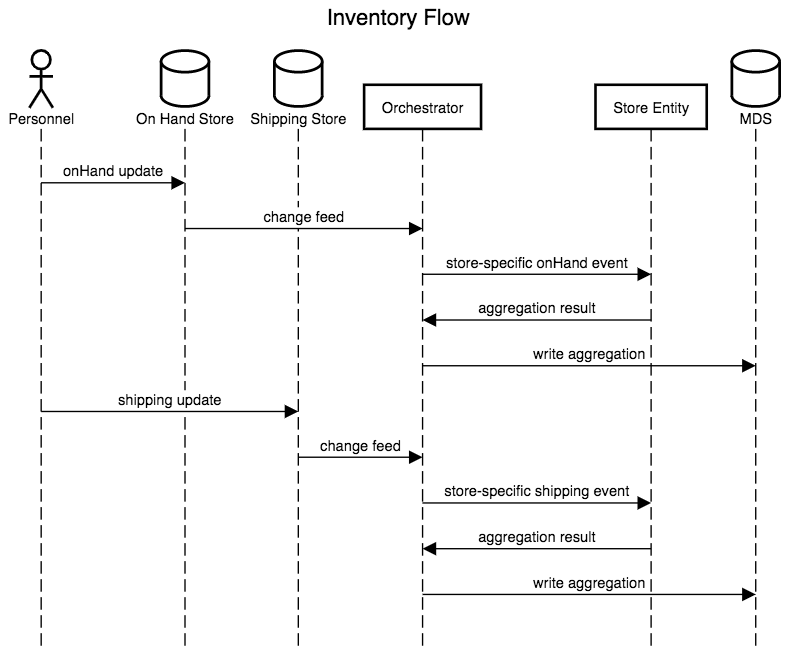 Inventory Flow
Personnel
On Hand Store
Shipping Store
Orchestrator
Store Entity
MDS
onHand update
change feed
store-specific onHand event
aggregation result
write aggregation
shipping update
change feed
store-specific shipping event
aggregation result
write aggregation